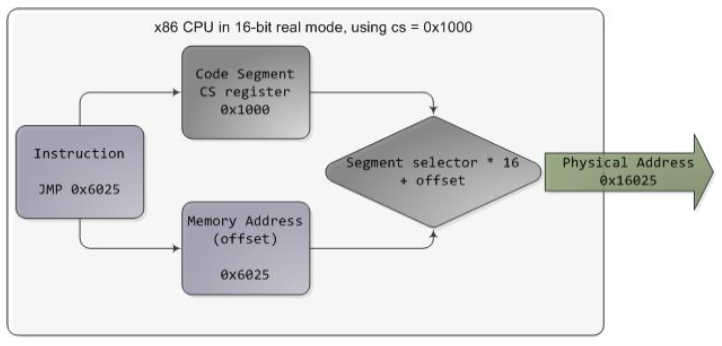 x86 CPU in 16-bit real mode, using cs = 0x1000
Code Segment
CS register
0x1000
Instruction
JMP 0x6025
Segment selector * 16
+ offset
Physical Address
0x16025
Memory Address
(offset)
0x6025